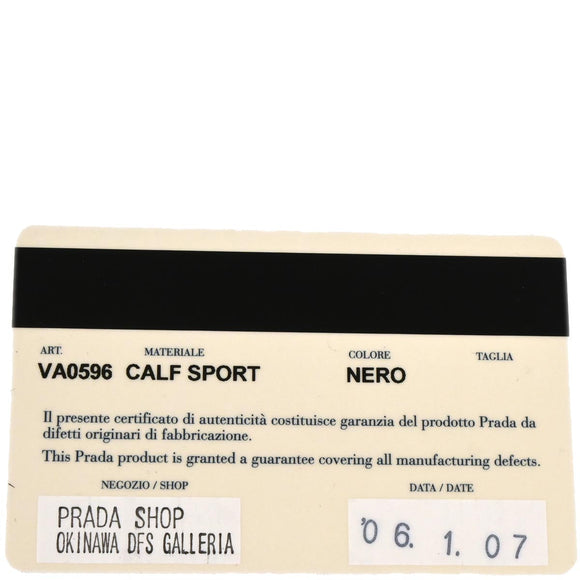 ART. MATERIALE COLORE TAGLIA
VA0596 CALF SPORT NERO
Il presente certificato di autenticità costituisce garanzia del prodotto Prada da
difetti originari di fabbricazione.
This Prada product is granted a guarantee covering all manufacturing defects.
NEGOZIO / SHOP DATA / DATE
PRADA SHOP
OKINAWA DFS GALLERIA
'06. 1. 07